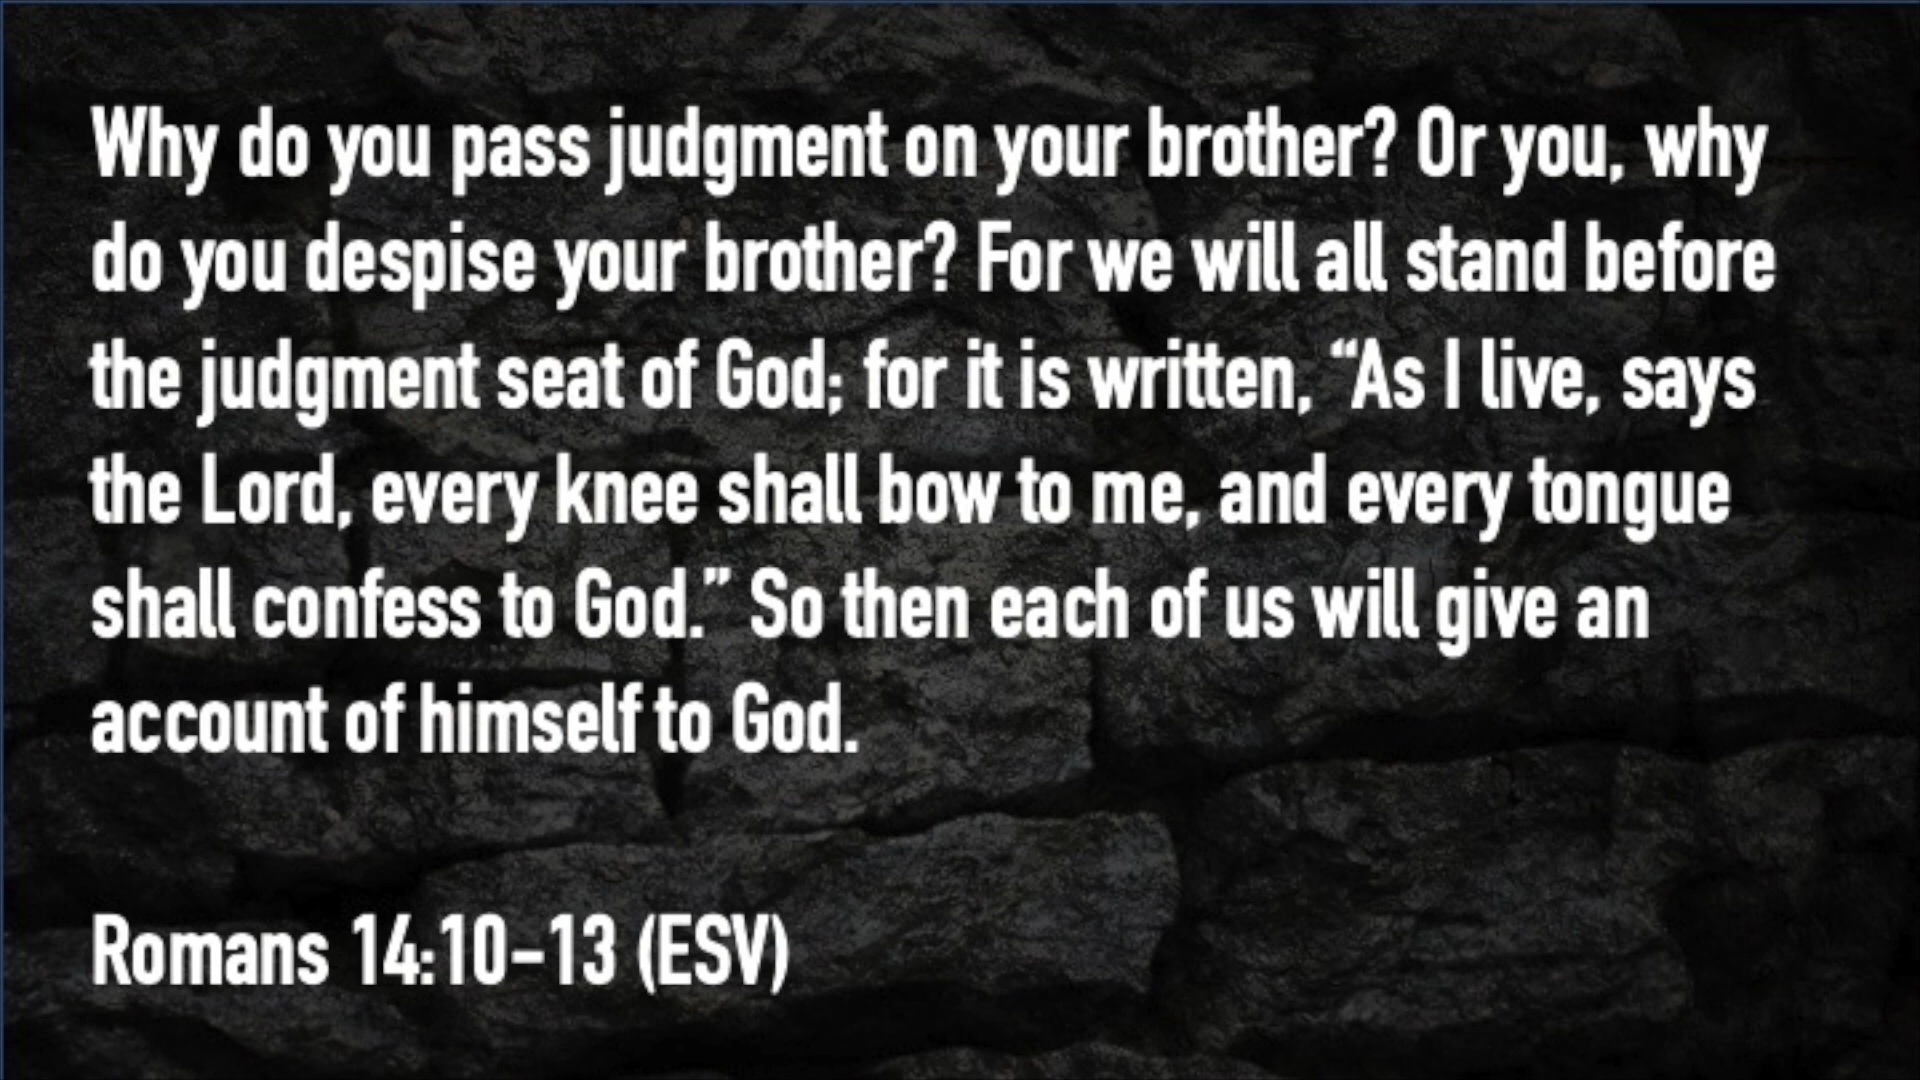 Why do you pass judgment on your brother? Or you, why
do you despise your brother? For we will all stand before
the judgment seat of God; for it is written, “As I live, says
the Lord, every knee shall bow to me, and every tongue
shall confess to God.” So then each of us will give an
account of himself to God.
Romans 14:10-13 (ESV)